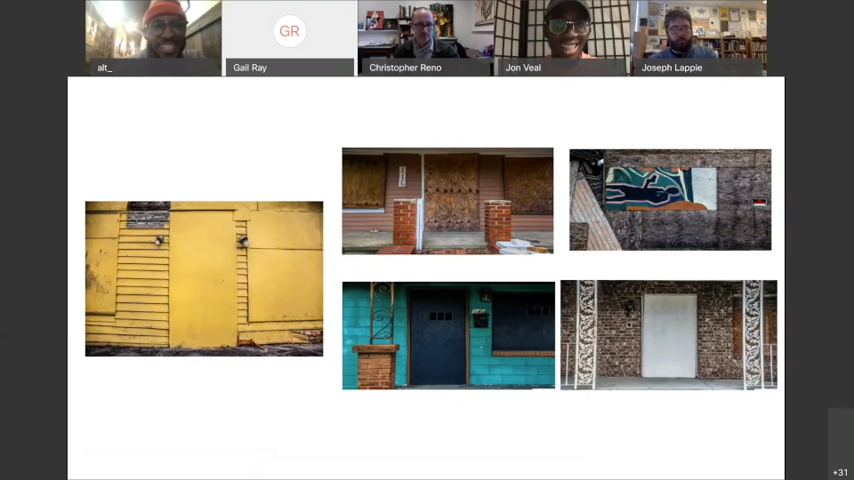 GR
alt_
Gail Ray
Christopher Reno
Jon Veal
Joseph Lappie
+31